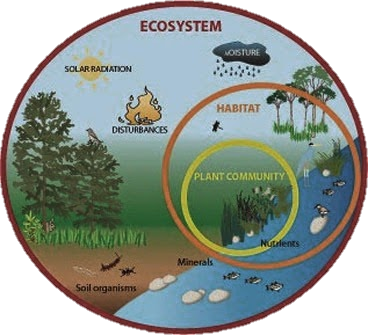 ECOSYSTEM
MOISTURE
SOLAR RADIATION
HABITAT
DISTURBANCES
PLANT COMMUNITY
Nutrients
Minerals
Soil organisms